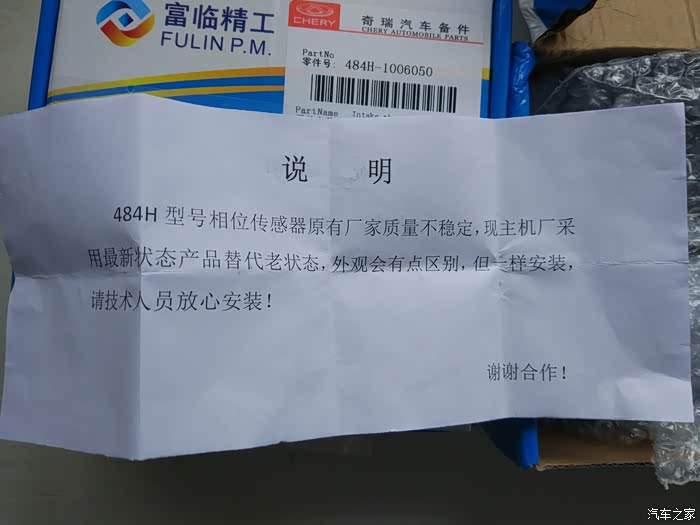 富临精工
FULIN P.M.
CHERY
奇瑞汽车备件
CHERY AUTOMOBILE PARTS
PartNo
零件号: 484H-1006050
PartName Intake
说 明
484H 型号相位传感器原有厂家质量不稳定,现主机厂采
用最新状态产品替代老状态,外观会有点区别,但一样安装,
请技术人员放心安装!
谢谢合作!
汽车之家